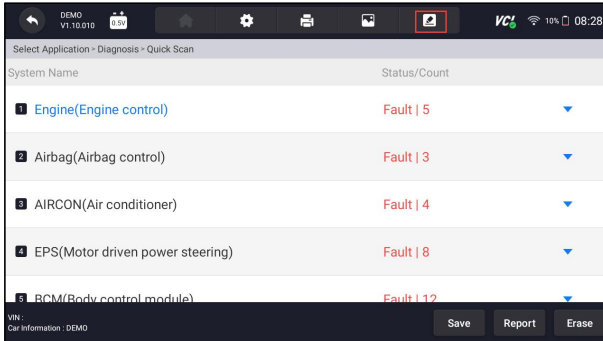 DEMO
V1.10.010
0.5V
VCI
10%
08:28
Select Application > Diagnosis > Quick Scan
System Name Status/Count
1 Engine(Engine control) Fault | 5
2 Airbag(Airbag control) Fault | 3
3 AIRCON(Air conditioner) Fault | 4
4 EPS(Motor driven power steering) Fault | 8
5 BCM(Body control module) Fault | 12
VIN :
Car Information : DEMO
Save Report Erase